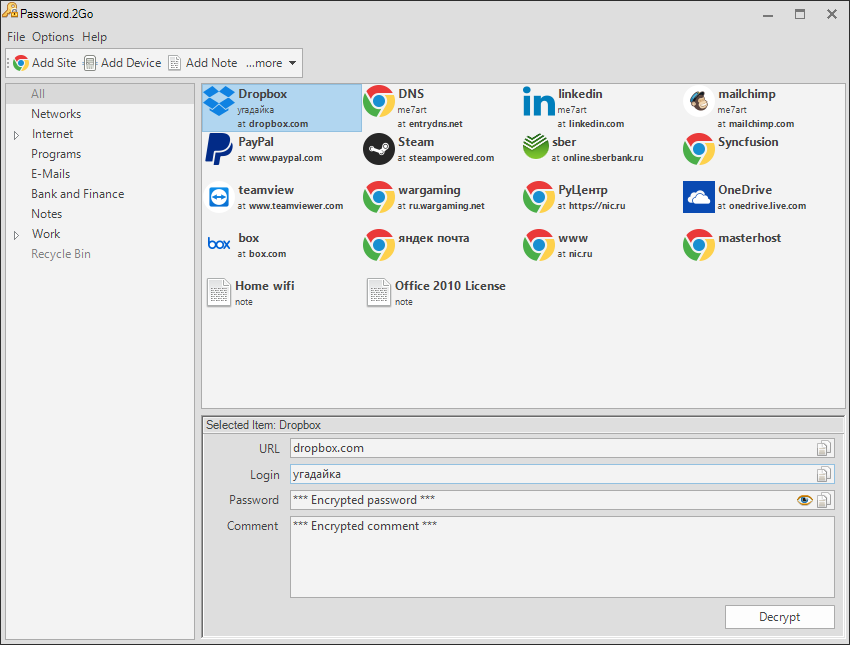 Password.2Go
File Options Help
Add Site Add Device Add Note ...more
All
Networks
Internet
Programs
E-Mails
Bank and Finance
Notes
Work
Recycle Bin
Dropbox
угадайка
at dropbox.com
DNS
me7art
at entrydns.net
in
linkedin
me7art
at linkedin.com
mailchimp
me7art
at mailchimp.com
PayPal
at www.paypal.com
Steam
at steampowered.com
sber
at online.sberbank.ru
Syncfusion
teamview
at www.teamviewer.com
wargaming
at ru.wargaming.net
РуЦентр
at https://nic.ru
OneDrive
at onedrive.live.com
box
box
at box.com
яндек почта
www
at nic.ru
masterhost
Home wifi
note
Office 2010 License
note
Selected Item: Dropbox
URL dropbox.com
Login угадайка
Password *** Encrypted password ***
Comment *** Encrypted comment ***
Decrypt